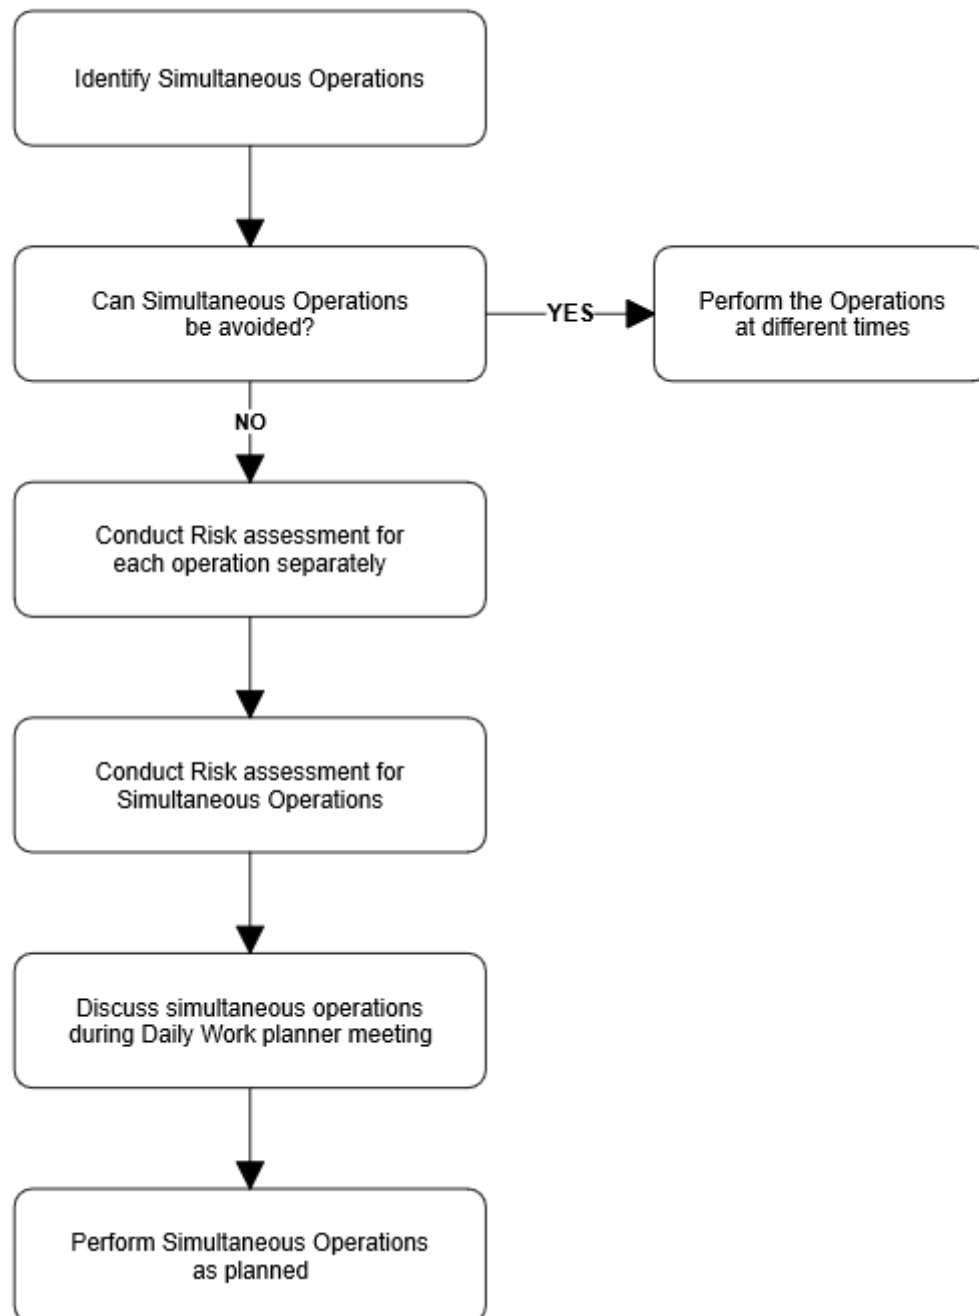 Identify Simultaneous Operations
Can Simultaneous Operations
be avoided?
YES
Perform the Operations
at different times
NO
Conduct Risk assessment for
each operation separately
Conduct Risk assessment for
Simultaneous Operations
Discuss simultaneous operations
during Daily Work planner meeting
Perform Simultaneous Operations
as planned